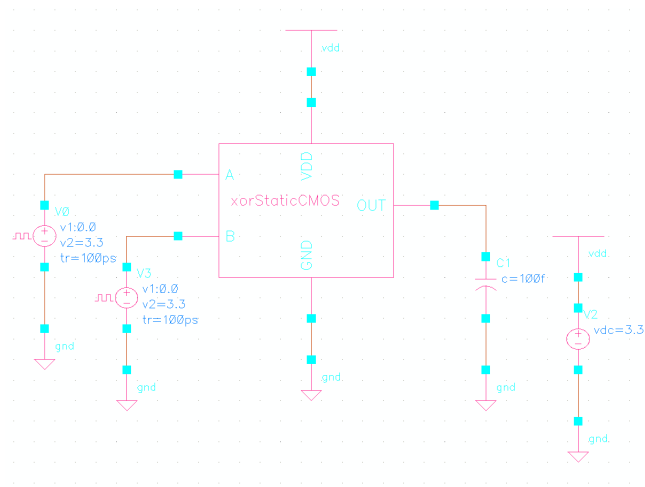 vdd
VDD
A
xorStaticCMOS
OUT
B
GND
V0
v1:0.0
v2=3.3
tr=100ps
V3
v1:0.0
v2=3.3
tr=100ps
C1
c=100f
vdd
V2
vdc=3.3
gnd
gnd
gnd
gnd
gnd